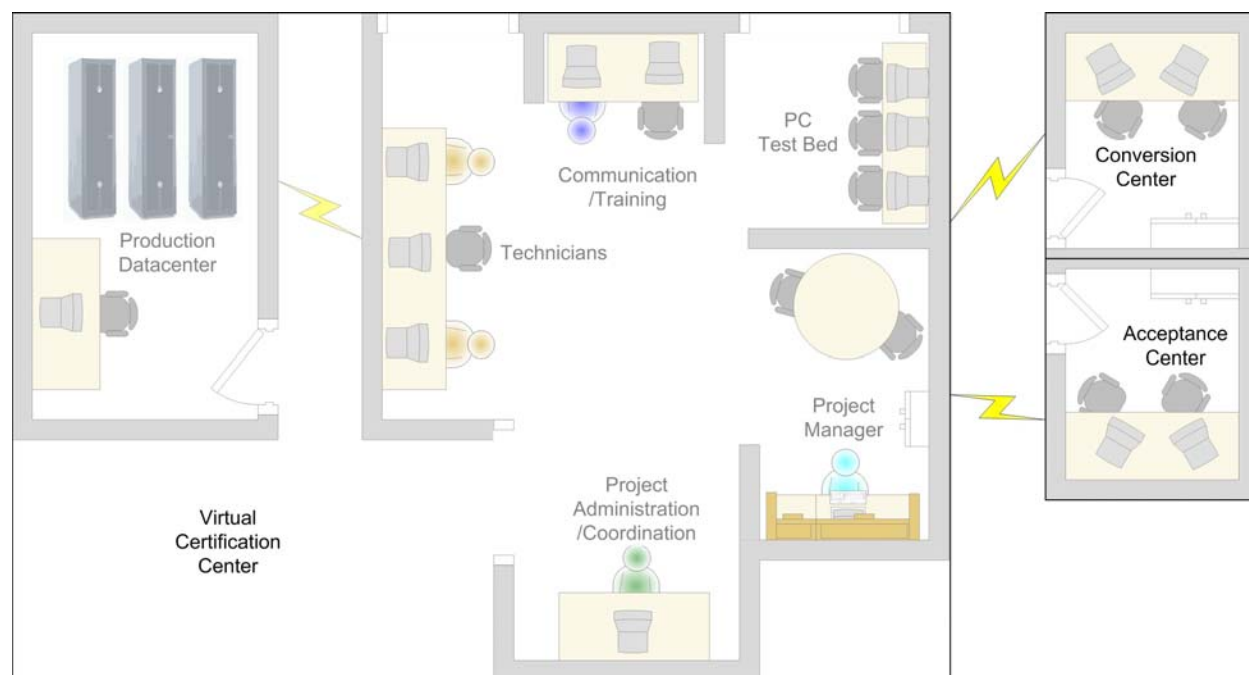 Production
Datacenter
Technicians
Communication
/Training
PC
Test Bed
Conversion
Center
Acceptance
Center
Project
Manager
Project
Administration
/Coordination
Virtual
Certification
Center